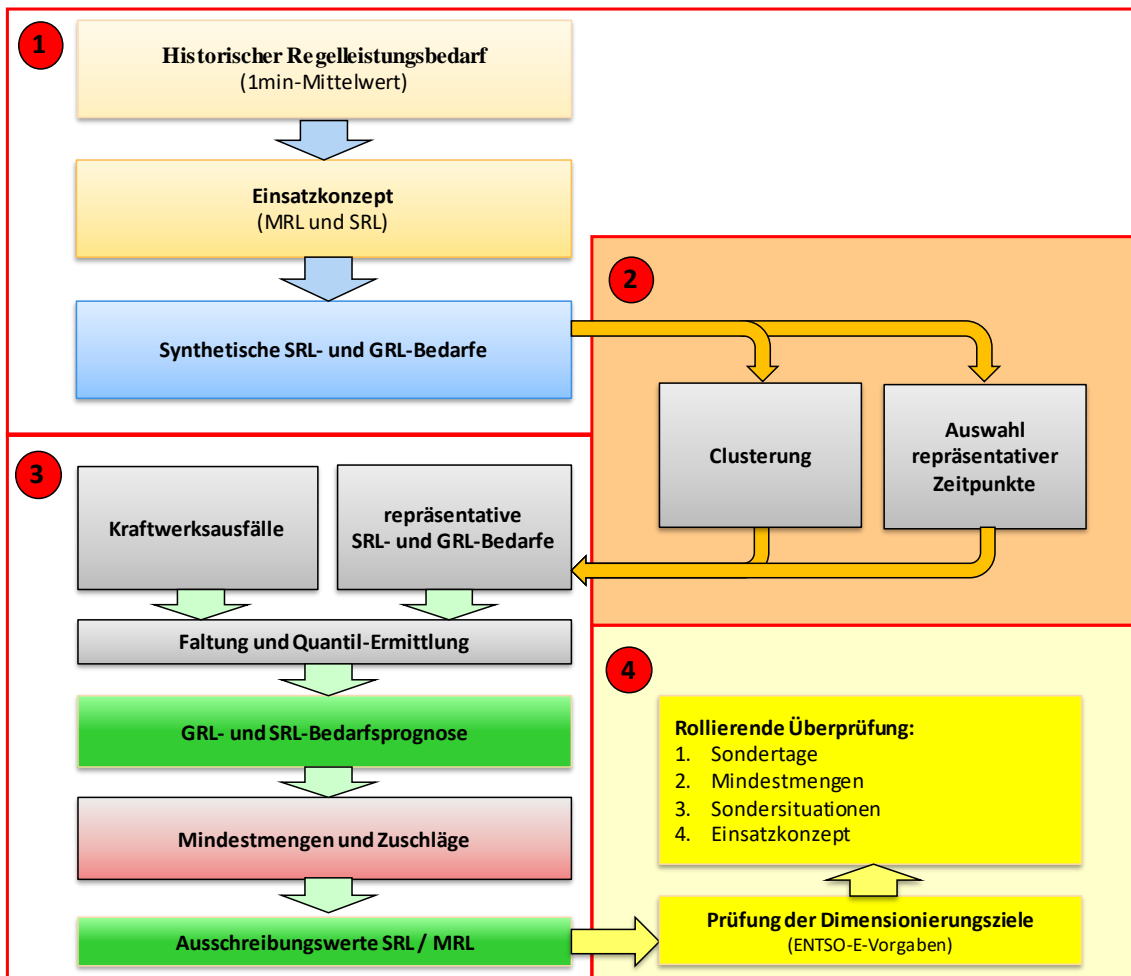 1
Historischer Regelleistungsbedarf
(1min-Mittelwert)
Einsatzkonzept
(MRL und SRL)
Synthetische SRL- und GRL-Bedarfe
2
Clusterung
Auswahl
repräsentativer
Zeitpunkte
3
Kraftwerksausfälle
repräsentative
SRL- und GRL-Bedarfe
Faltung und Quantil-Ermittlung
GRL- und SRL-Bedarfsprognose
Mindestmengen und Zuschläge
Ausschreibungswerte SRL / MRL
4
Rollierende Überprüfung:
1. Sondertage
2. Mindestmengen
3. Sondersituationen
4. Einsatzkonzept
Prüfung der Dimensionierungsziele
(ENTSO-E-Vorgaben)